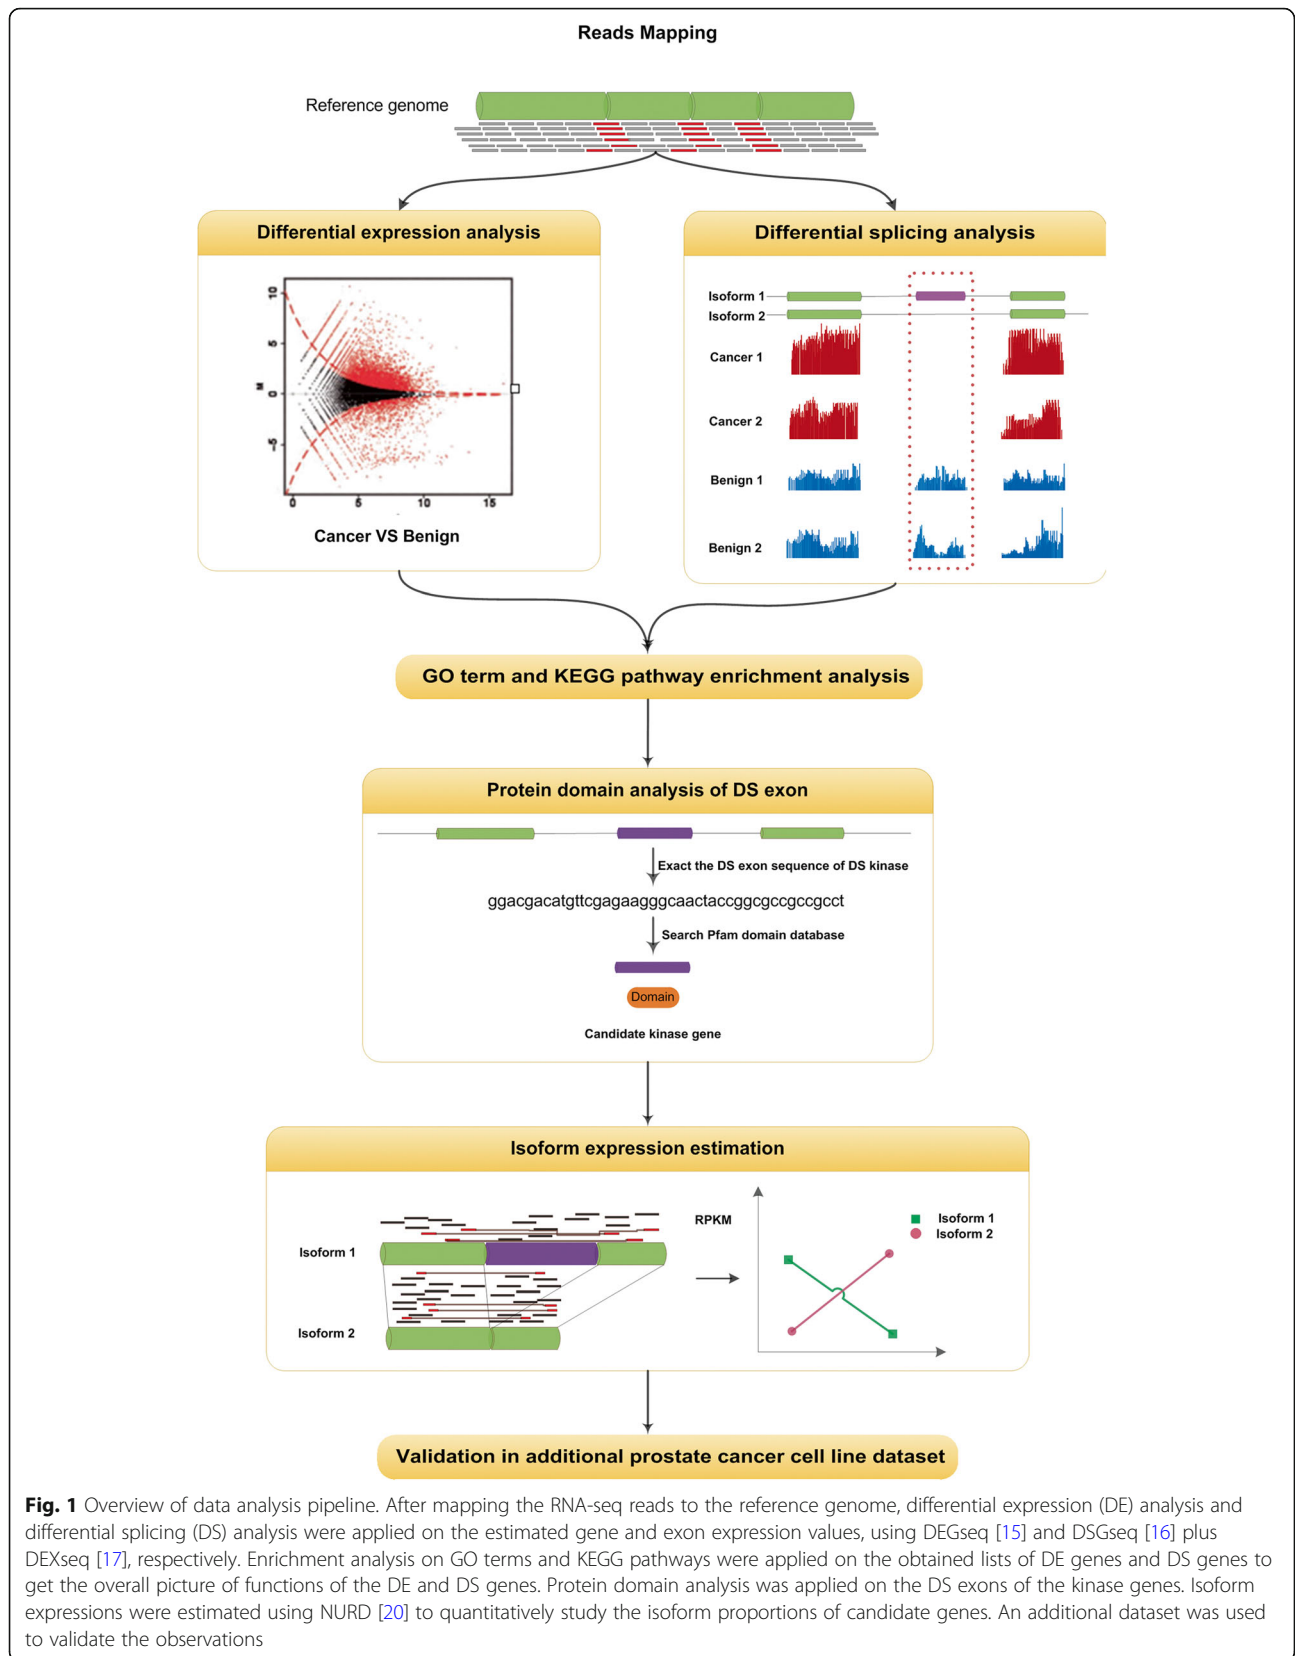 Reads Mapping
Reference genome
Differential expression analysis
M
10
5
0
-5
0
5
10
15
Cancer VS Benign
Differential splicing analysis
Isoform 1
Isoform 2
Cancer 1
Cancer 2
Benign 1
Benign 2
GO term and KEGG pathway enrichment analysis
Protein domain analysis of DS exon
Exact the DS exon sequence of DS kinase
ggacgacatgttcgagaagggcaactaccggcgccgccgcct
Search Pfam domain database
Domain
Candidate kinase gene
Isoform expression estimation
Isoform 1
Isoform 2
RPKM
Isoform 1
Isoform 2
Validation in additional prostate cancer cell line dataset
Fig. 1 Overview of data analysis pipeline. After mapping the RNA-seq reads to the reference genome, differential expression (DE) analysis and
differential splicing (DS) analysis were applied on the estimated gene and exon expression values, using DEGseq [15] and DSGseq [16] plus
DEXseq [17], respectively. Enrichment analysis on GO terms and KEGG pathways were applied on the obtained lists of DE genes and DS genes to
get the overall picture of functions of the DE and DS genes. Protein domain analysis was applied on the DS exons of the kinase genes. Isoform
expressions were estimated using NURD [20] to quantitatively study the isoform proportions of candidate genes. An additional dataset was used
to validate the observations